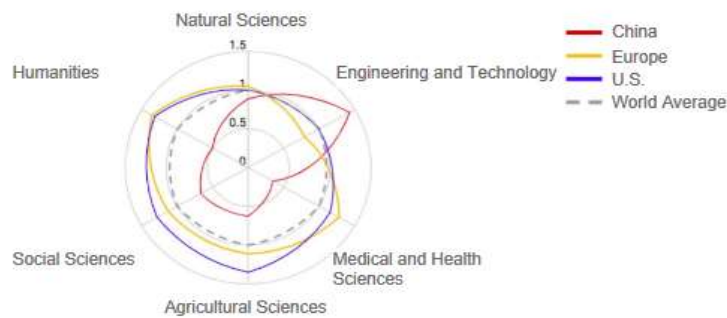 Natural Sciences
1.5
China
Europe
U.S.
World Average
Humanities
Engineering and Technology
1
0.5
0
Social Sciences
Medical and Health
Sciences
Agricultural Sciences